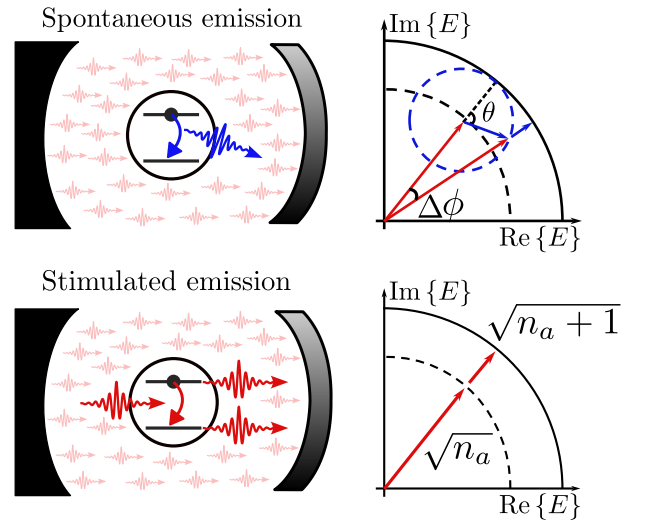 Spontaneous emission
Im {E}
θ
Δϕ
Re {E}
Stimulated emission
Im {E}
√n_a + 1
√n_a
Re {E}